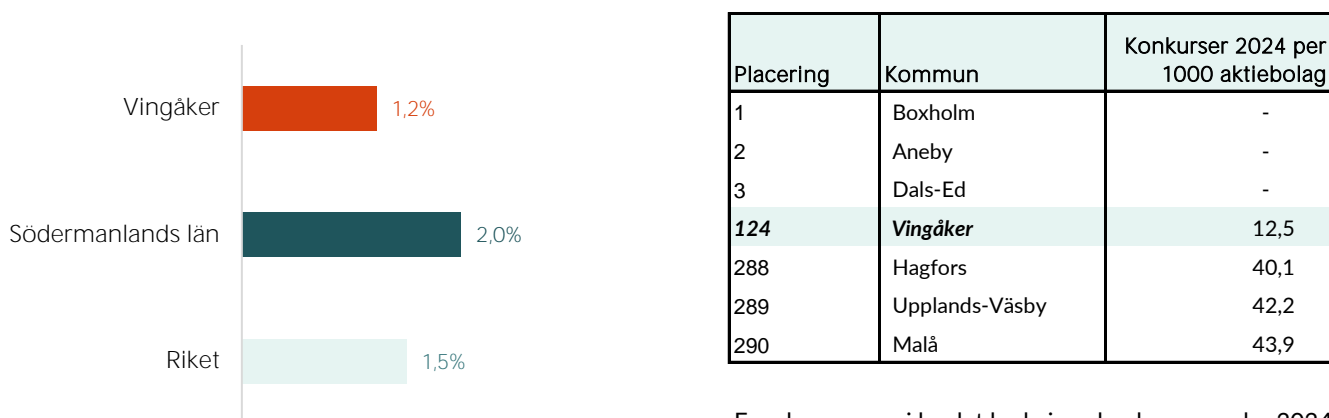 Vingåker 1,2%
Södermanlands län 2,0%
Riket 1,5%
Placering Kommun Konkurser 2024 per 1000 aktiebolag
1 Boxholm -
2 Aneby -
3 Dals-Ed -
124 Vingåker 12,5
288 Hagfors 40,1
289 Upplands-Väsby 42,2
290 Malå 43,9